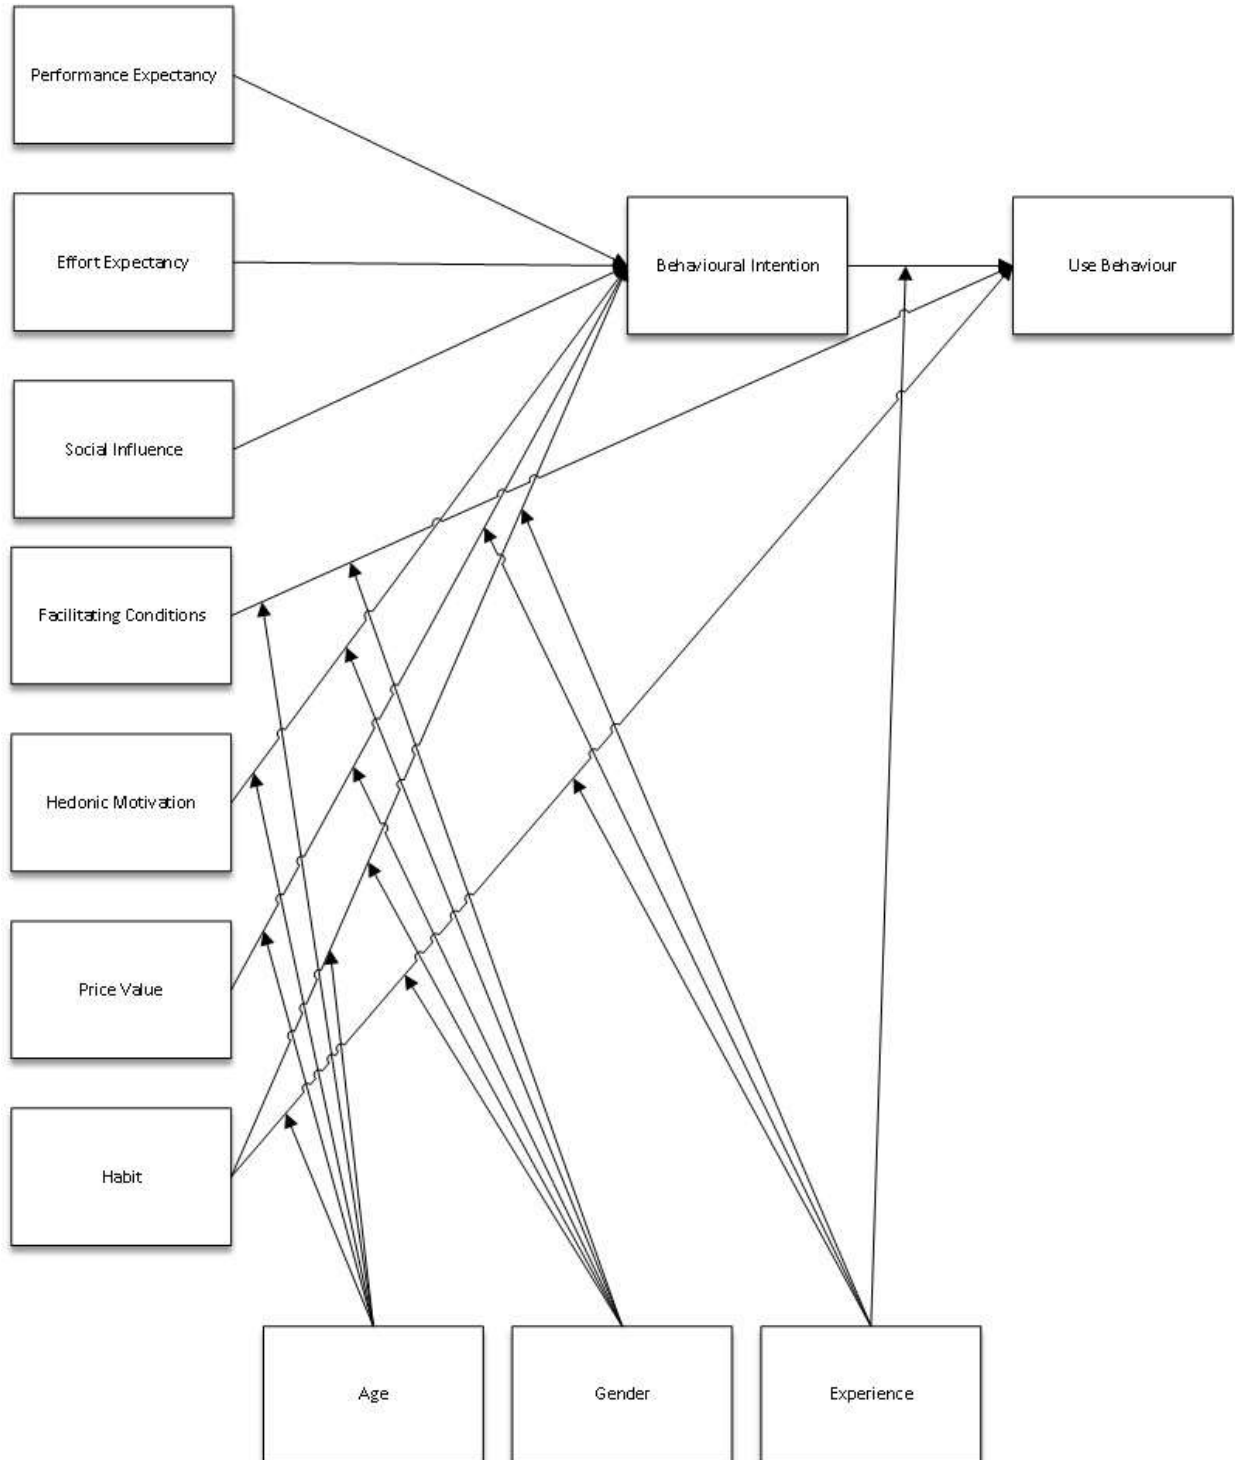 Performance Expectancy
Effort Expectancy
Behavioural Intention
Use Behaviour
Social Influence
Facilitating Conditions
Hedonic Motivation
Price Value
Habit
Age
Gender
Experience